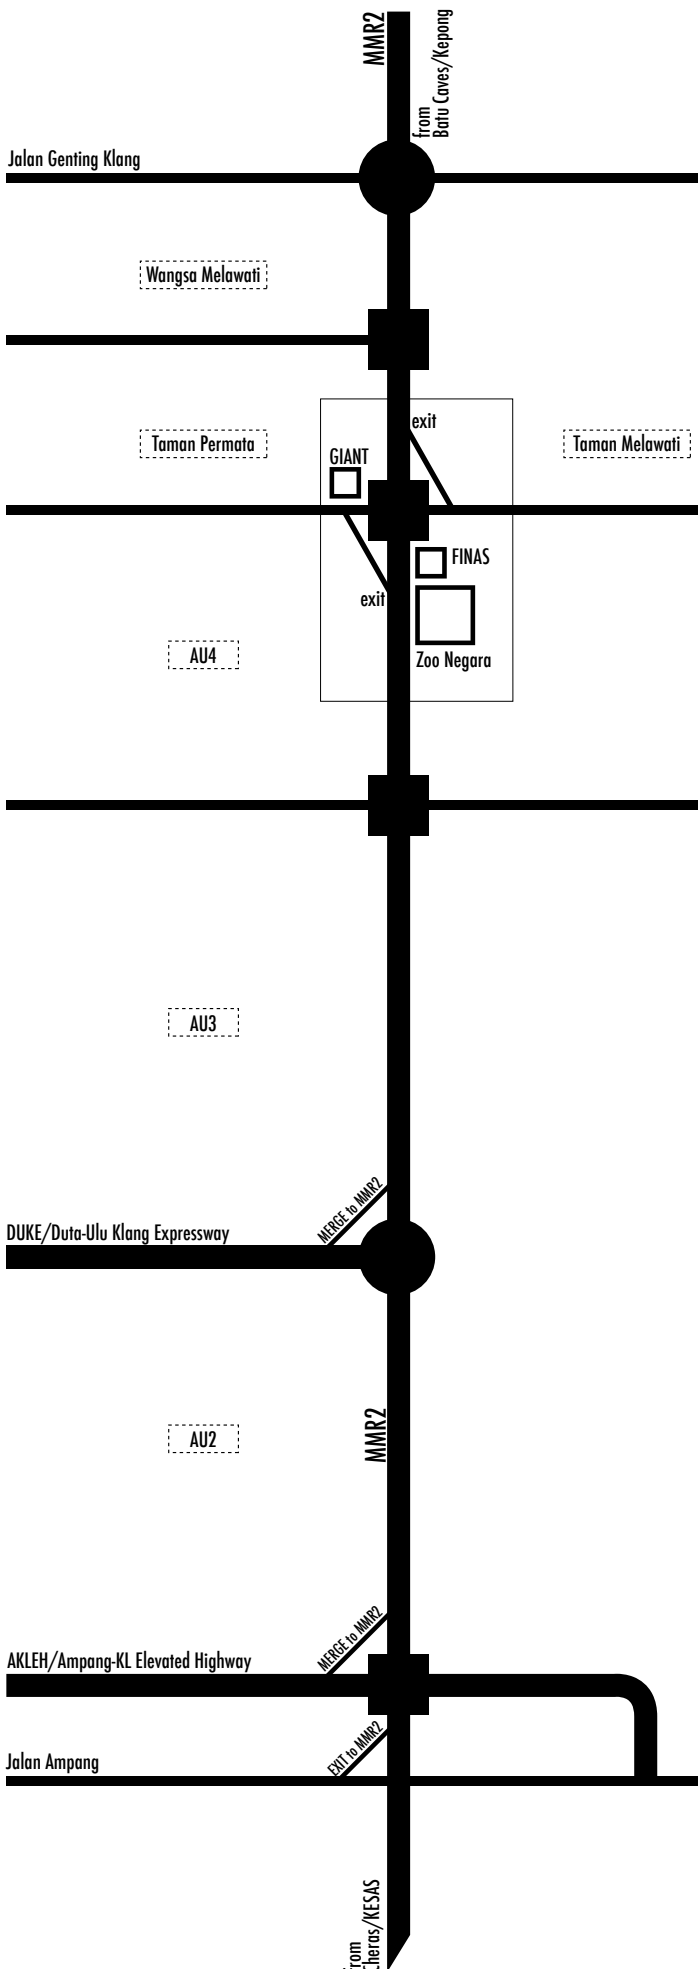 MMR2
from
Batu Caves/Kepong
Jalan Genting Klang
Wangsa Melawati
exit
Taman Permata
Taman Melawati
GIANT
FINAS
exit
AU4
Zoo Negara
AU3
MERGE to MMR2
DUKE/Duta-Ulu Klang Expressway
MMR2
AU2
MERGE to MMR2
AKLEH/Ampang-KL Elevated Highway
EXIT to MMR2
Jalan Ampang
from
Cheras/KESAS